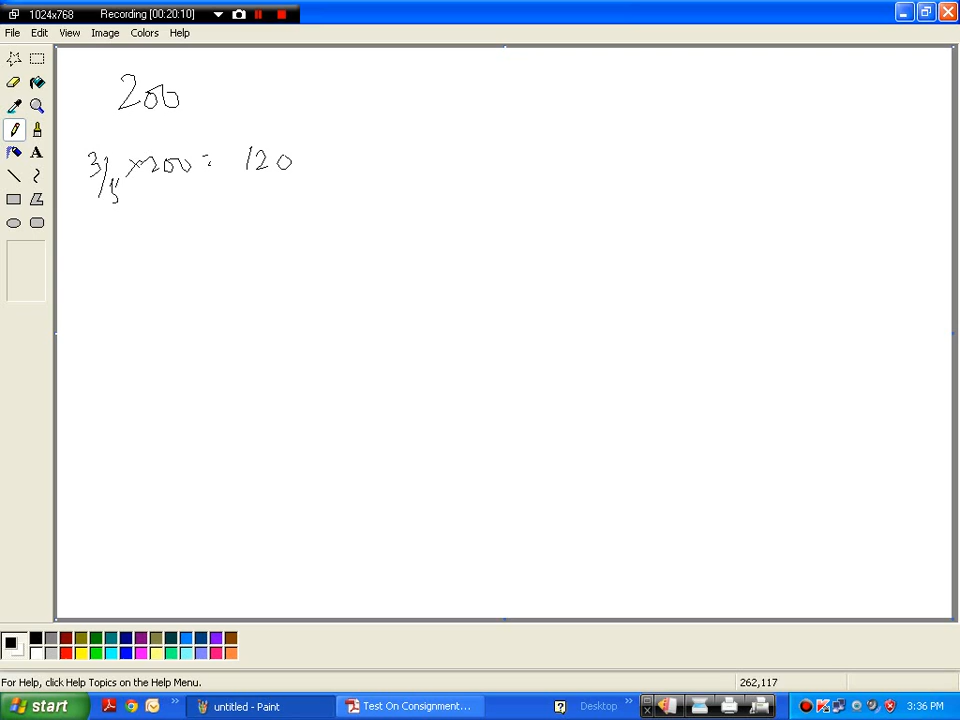 1024x768 Recording [00:20:10]
File Edit View Image Colors Help
200
3/5 ×200 = 120
For Help, click Help Topics on the Help Menu. 262,117
start » untitled - Paint Test On Consignment... ? Desktop » 3:36 PM